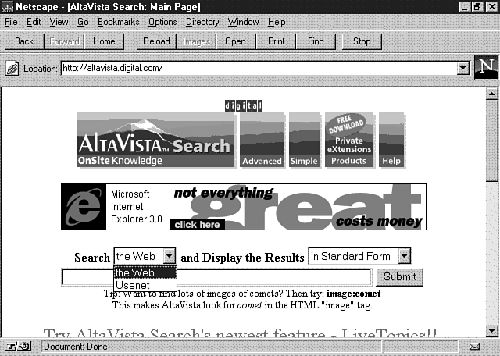 Netscape - [AltaVista Search: Main Page]
File Edit View Go Bookmarks Options Directory Window Help
Back Forward Home Reload Images Open Print Find Stop
Location: http://altavista.digital.com/
N
digital
ALTAVISTA Search
OnSite Knowledge
Advanced
Simple
FREE DOWNLOAD
Private eXtensions
Products
Help
Microsoft
Internet
Explorer 3.0
not everything
great
click here
costs money
Search the Web and Display the Results in Standard Form
the Web
Usenet
Submit
Tip: Want to find lots of images of comets? Then try: image:comet
This makes AltaVista look for comet in the HTML "image" tag
Try AltaVista Search's newest feature - LiveTopics!!
Document: Done